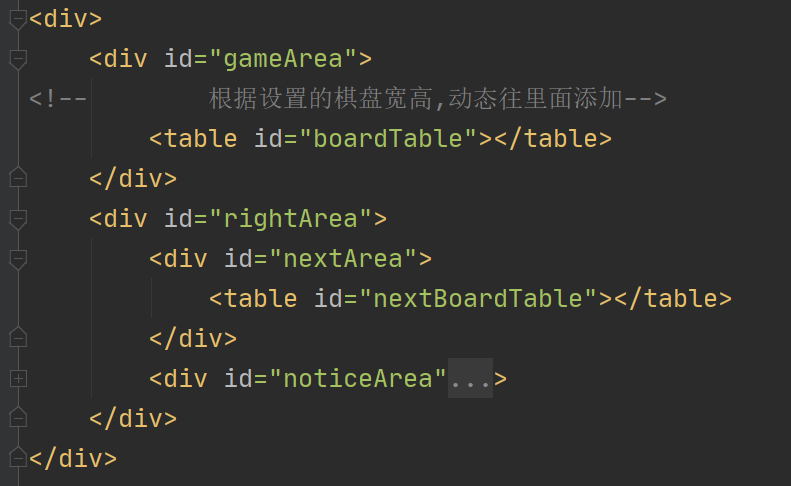 <div>
<div id="gameArea">
<!-- 根据设置的棋盘宽高,动态往里面添加-->
<table id="boardTable"></table>
</div>
<div id="rightArea">
<div id="nextArea">
<table id="nextBoardTable"></table>
</div>
<div id="noticeArea"...>
</div>
</div>